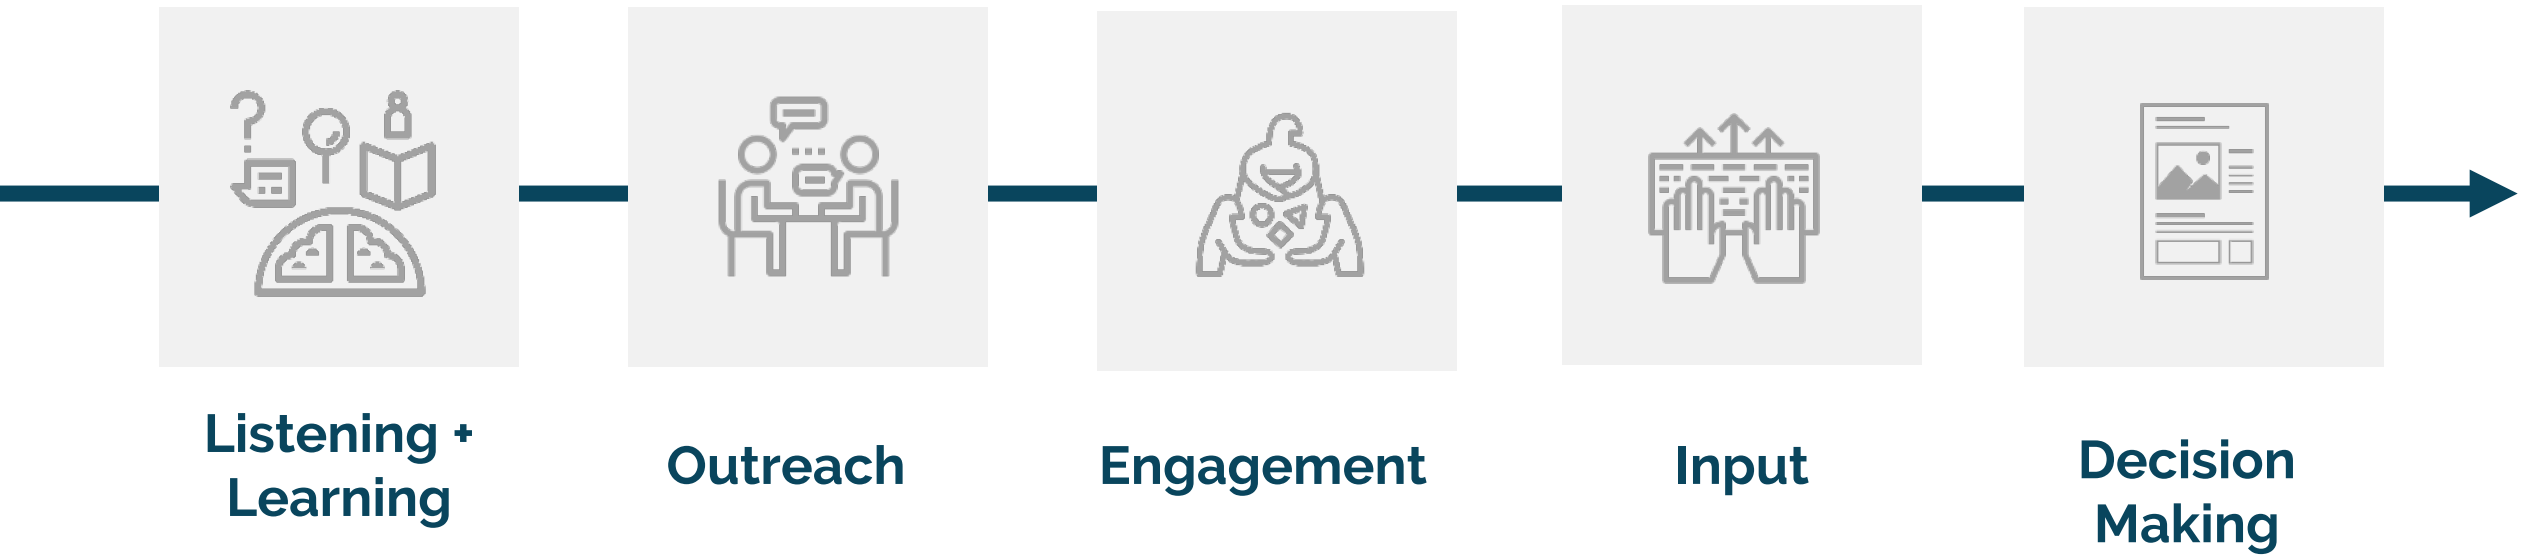 Listening +
Learning
Outreach
Engagement
Input
Decision
Making